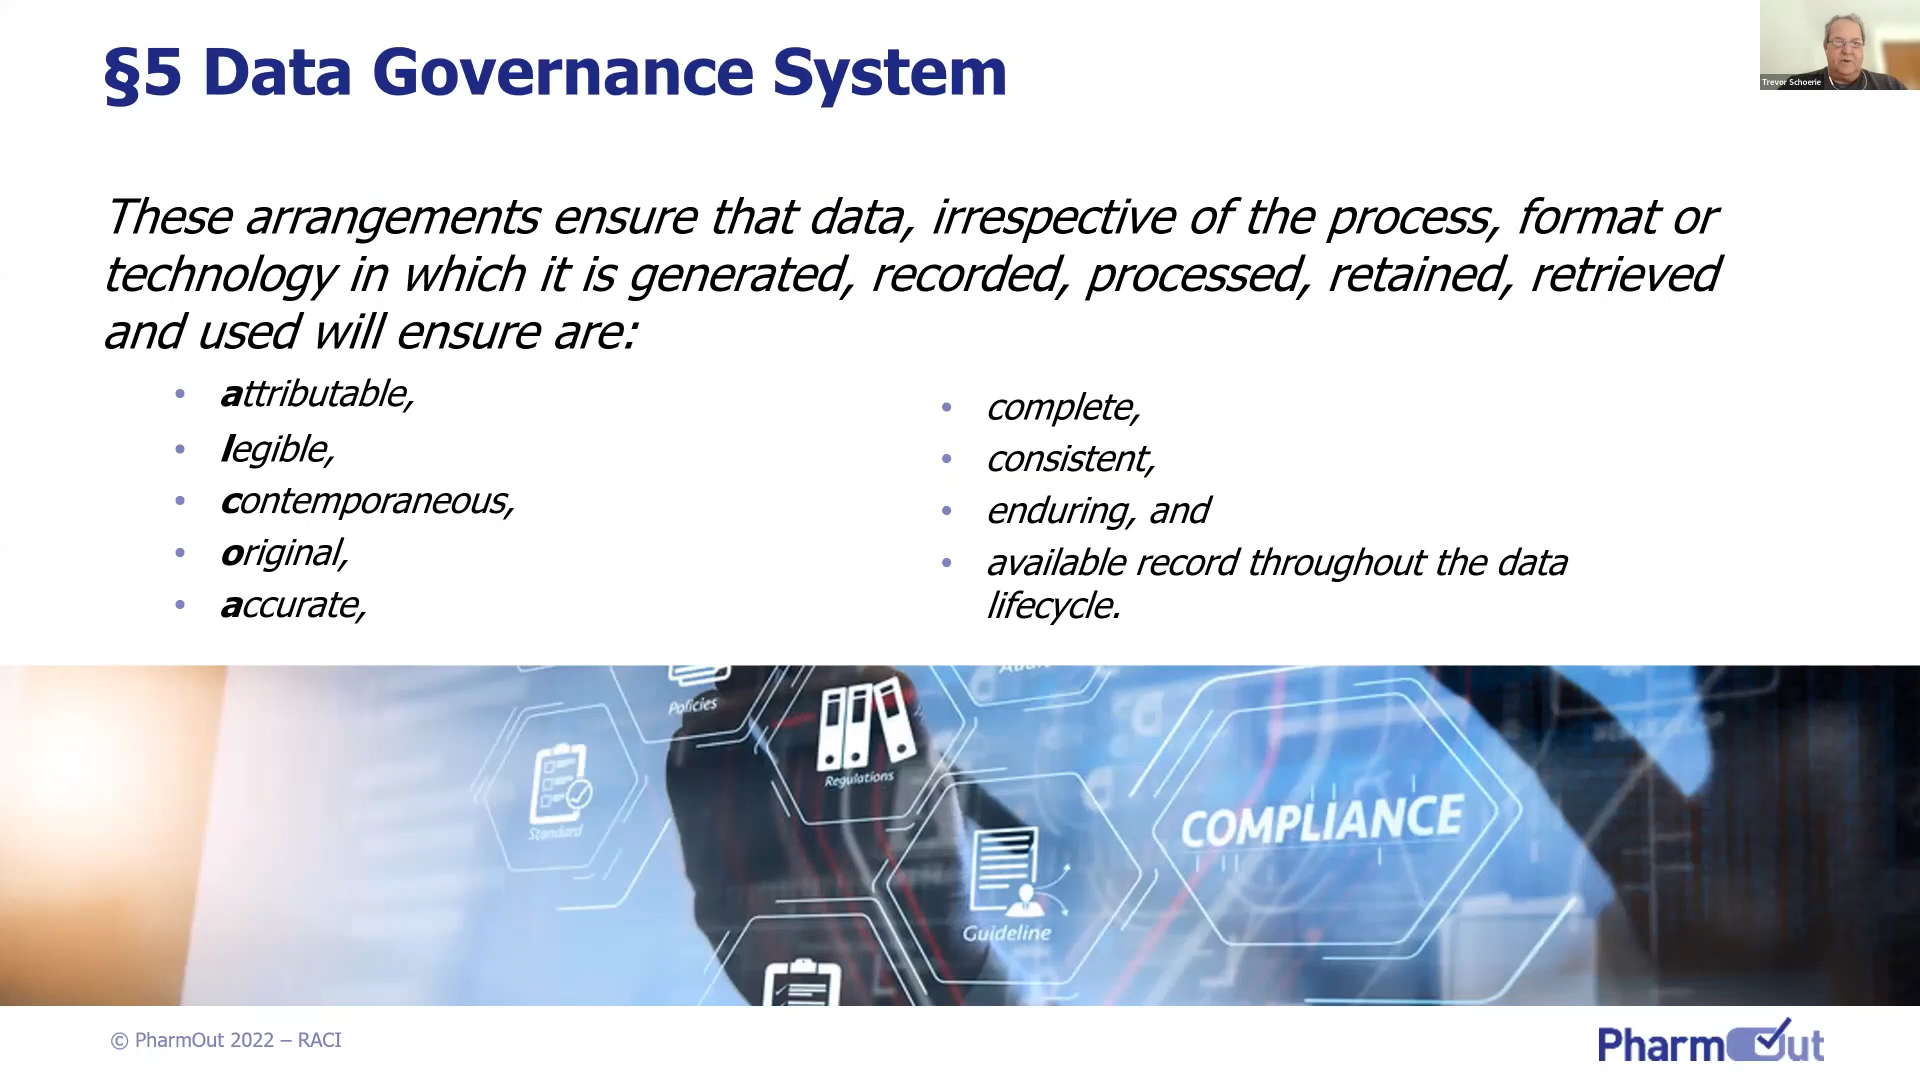 §5 Data Governance System
Trevor Schoerie
These arrangements ensure that data, irrespective of the process, format or
technology in which it is generated, recorded, processed, retained, retrieved
and used will ensure are:
• attributable,
• legible,
• contemporaneous,
• original,
• accurate,
• complete,
• consistent,
• enduring, and
• available record throughout the data
lifecycle.
Policies
Regulations
Standard
COMPLIANCE
Guideline
© PharmOut 2022 – RACI
PharmOut